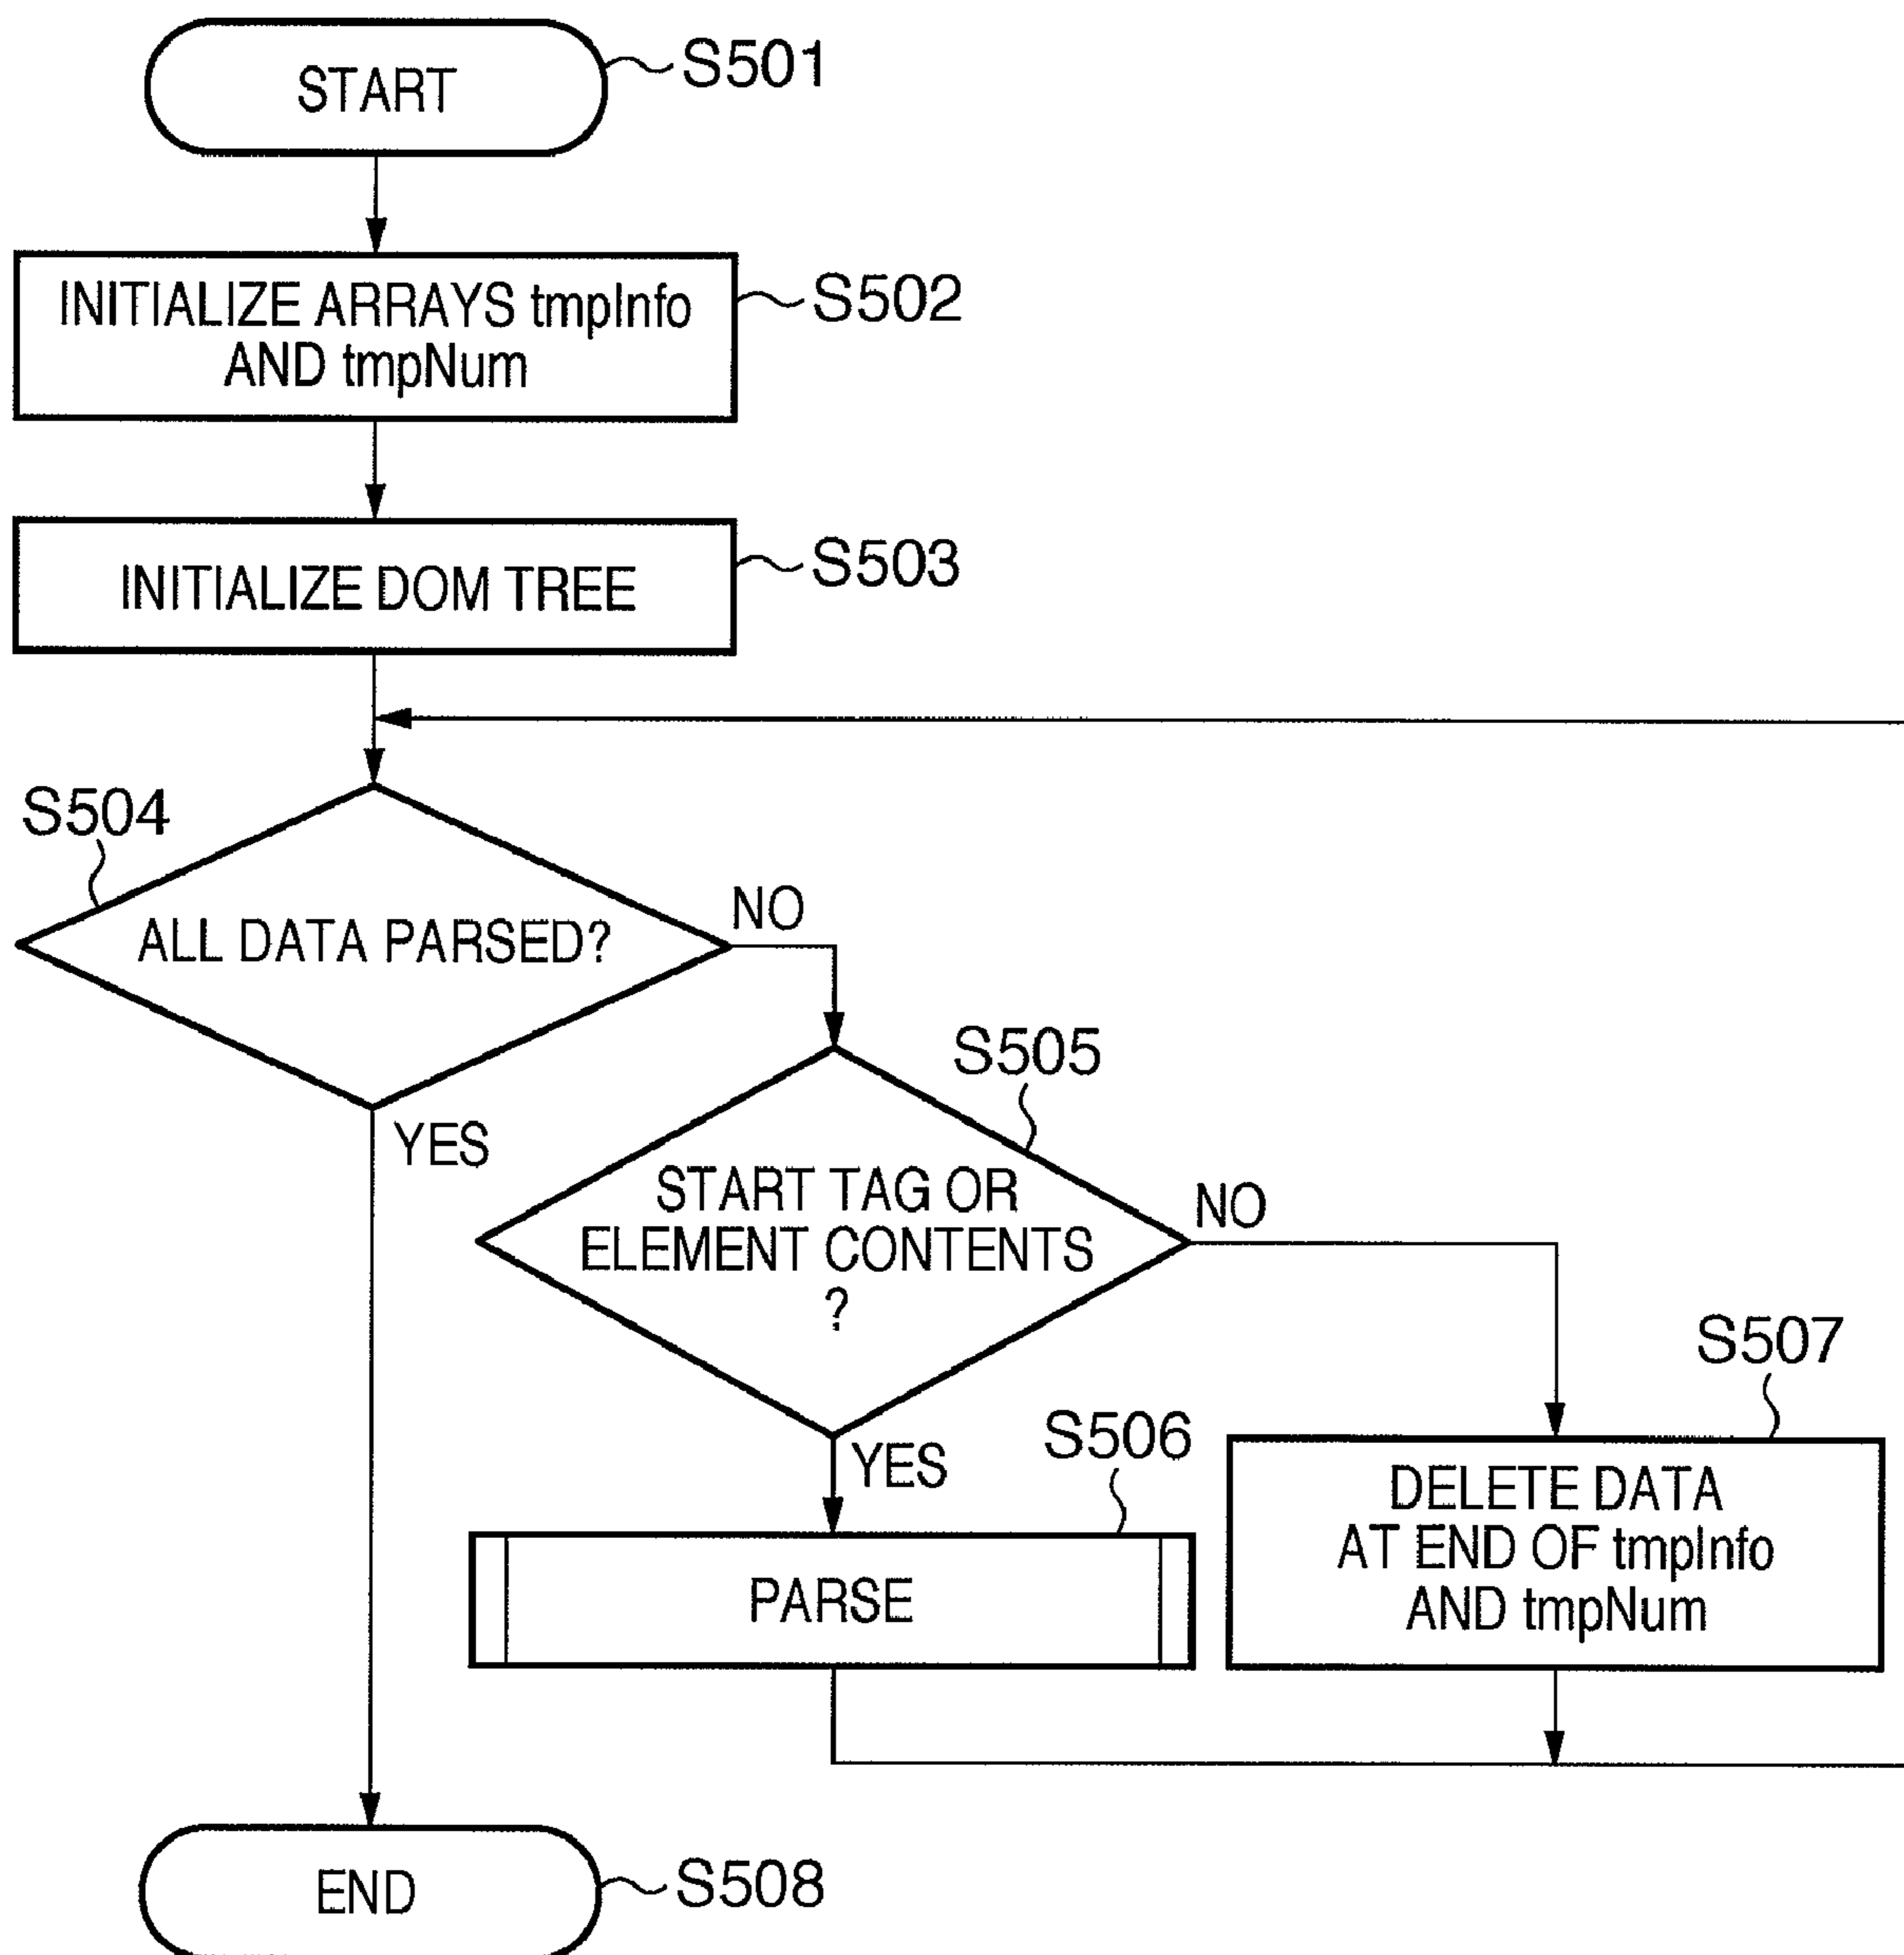 START
S501
INITIALIZE ARRAYS tmpInfo
AND tmpNum
S502
INITIALIZE DOM TREE
S503
S504
ALL DATA PARSED?
NO
YES
S505
START TAG OR
ELEMENT CONTENTS
?
NO
YES
S506
PARSE
S507
DELETE DATA
AT END OF tmpInfo
AND tmpNum
END
S508